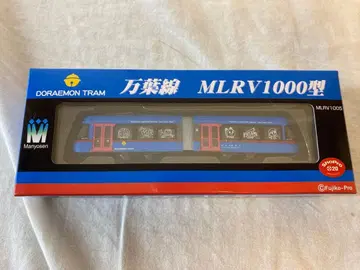 DORAEMON TRAM
万葉線 MLRV1000型
MLRV1005
Manyosen
©Fujiko-Pro